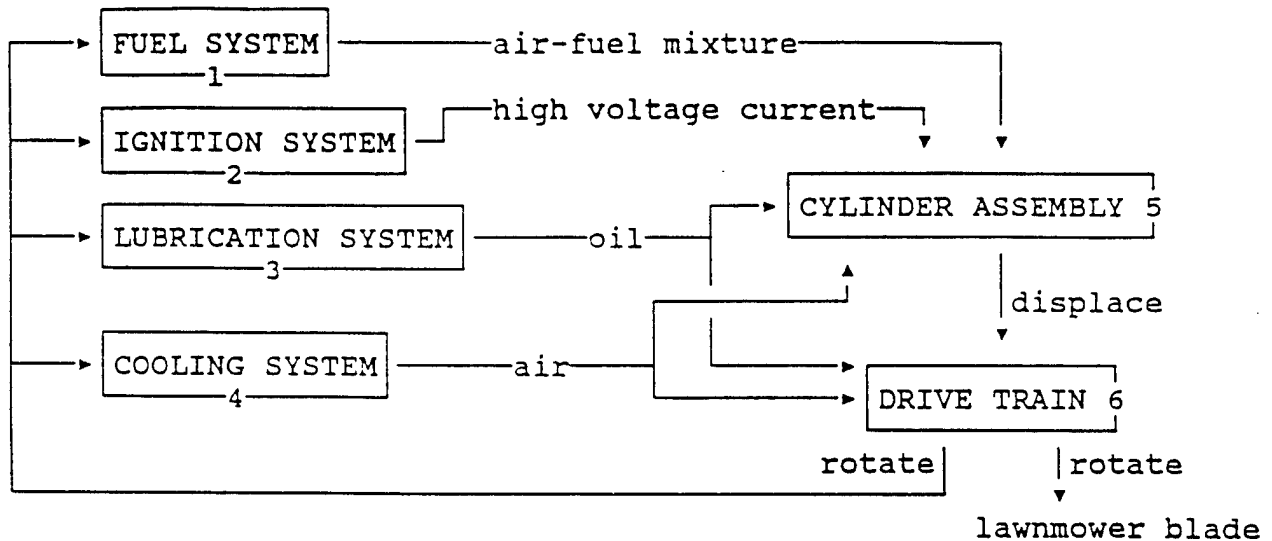 FUEL SYSTEM
1
air-fuel mixture
high voltage current
IGNITION SYSTEM
2
CYLINDER ASSEMBLY 5
LUBRICATION SYSTEM
3
oil
displace
COOLING SYSTEM
4
air
DRIVE TRAIN 6
rotate
rotate
lawnmower blade